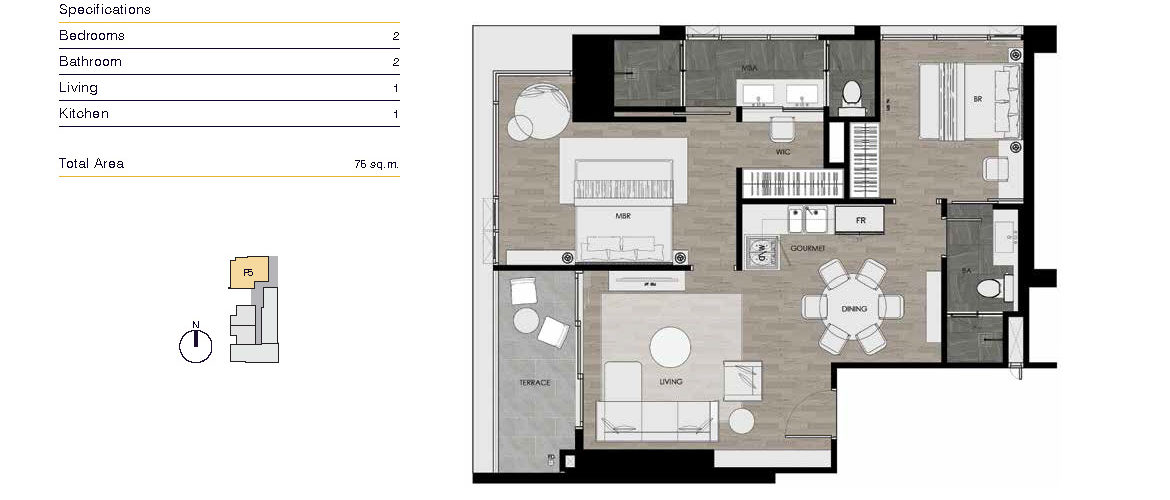 Specifications
Bedrooms 2
Bathroom 2
Living 1
Kitchen 1
Total Area 75 sq.m.
P5
N
MBA
BR
WIC
MBR
FR
GOURMET
W/D
BA
DINING
TERRACE
LIVING